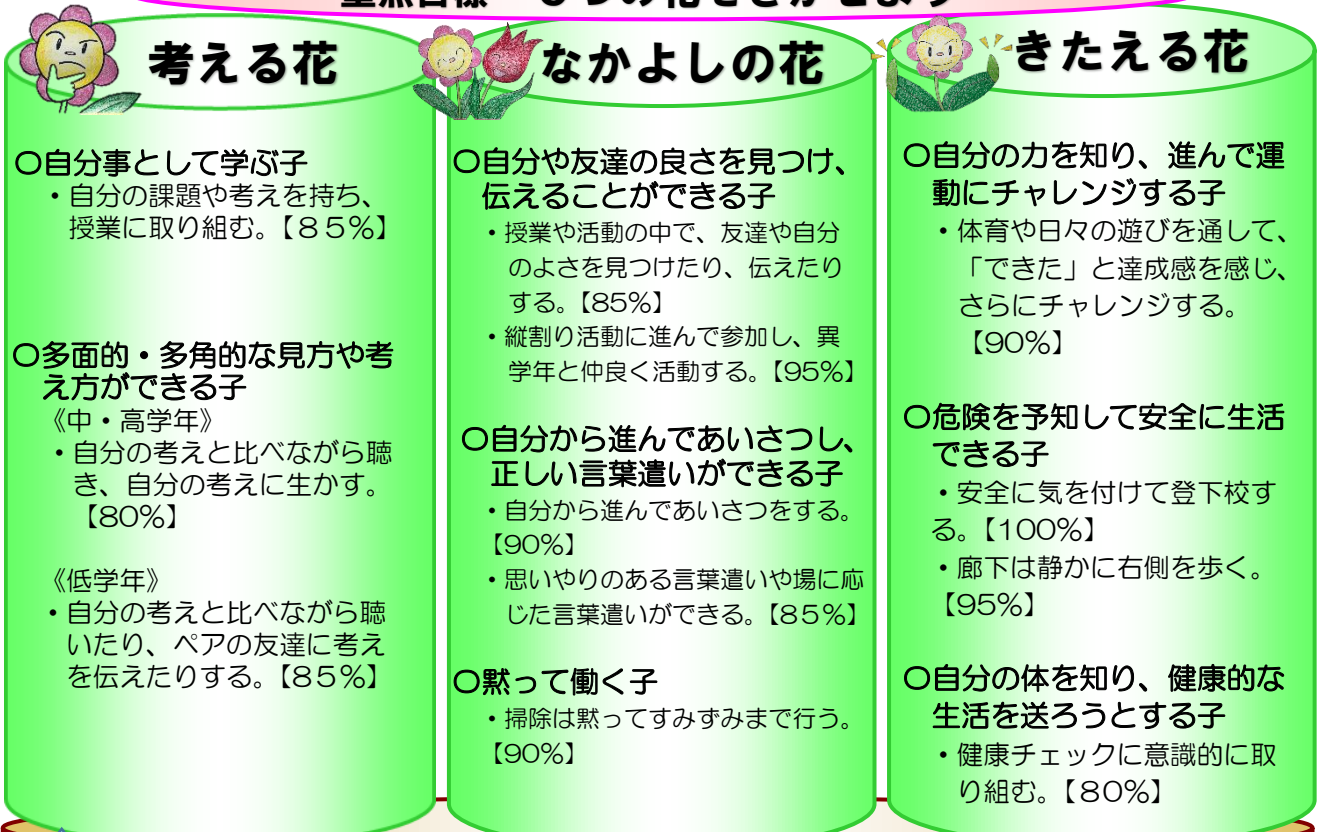 考える花
〇自分事として学ぶ子
・自分の課題や考えを持ち、
授業に取り組む。【８５％】
〇多面的・多角的な見方や考
え方ができる子
《中・高学年》
・自分の考えと比べながら聴
き、自分の考えに生かす。
【80％】
《低学年》
・自分の考えと比べながら聴
いたり、ペアの友達に考え
を伝えたりする。【８５％】
なかよしの花
〇自分や友達の良さを見つけ、
伝えることができる子
・授業や活動の中で、友達や自分
のよさを見つけたり、伝えたり
する。【85％】
・縦割り活動に進んで参加し、異
学年と仲良く活動する。【95％】
〇自分から進んであいさつし、
正しい言葉遣いができる子
・自分から進んであいさつをする。
【90％】
・思いやりのある言葉遣いや場に応
じた言葉遣いができる。【８５％】
〇黙って働く子
・掃除は黙ってすみずみまで行う。
【90％】
きたえる花
〇自分の力を知り、進んで運
動にチャレンジする子
・体育や日々の遊びを通して、
「できた」と達成感を感じ、
さらにチャレンジする。
【90％】
〇危険を予知して安全に生活
できる子
・安全に気を付けて登下校す
る。【100％】
・廊下は静かに右側を歩く。
【95％】
〇自分の体を知り、健康的な
生活を送ろうとする子
・健康チェックに意識的に取
り組む。【８０％】